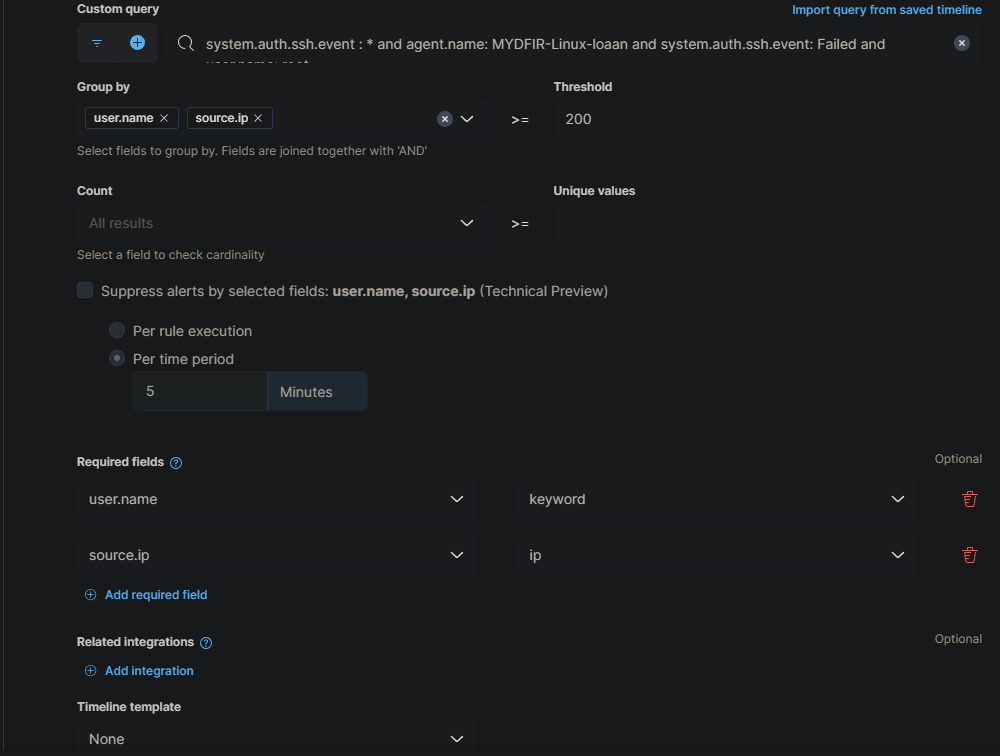 Custom query
Import query from saved timeline
system.auth.ssh.event : * and agent.name: MYDFIR-Linux-loaan and system.auth.ssh.event: Failed and
user.name: root
Group by
Threshold
user.name
source.ip
>=
200
Select fields to group by. Fields are joined together with 'AND'
Count
Unique values
All results
>=
Select a field to check cardinality
Suppress alerts by selected fields: user.name, source.ip (Technical Preview)
Per rule execution
Per time period
5
Minutes
Required fields
Optional
user.name
keyword
source.ip
ip
Add required field
Related integrations
Optional
Add integration
Timeline template
None